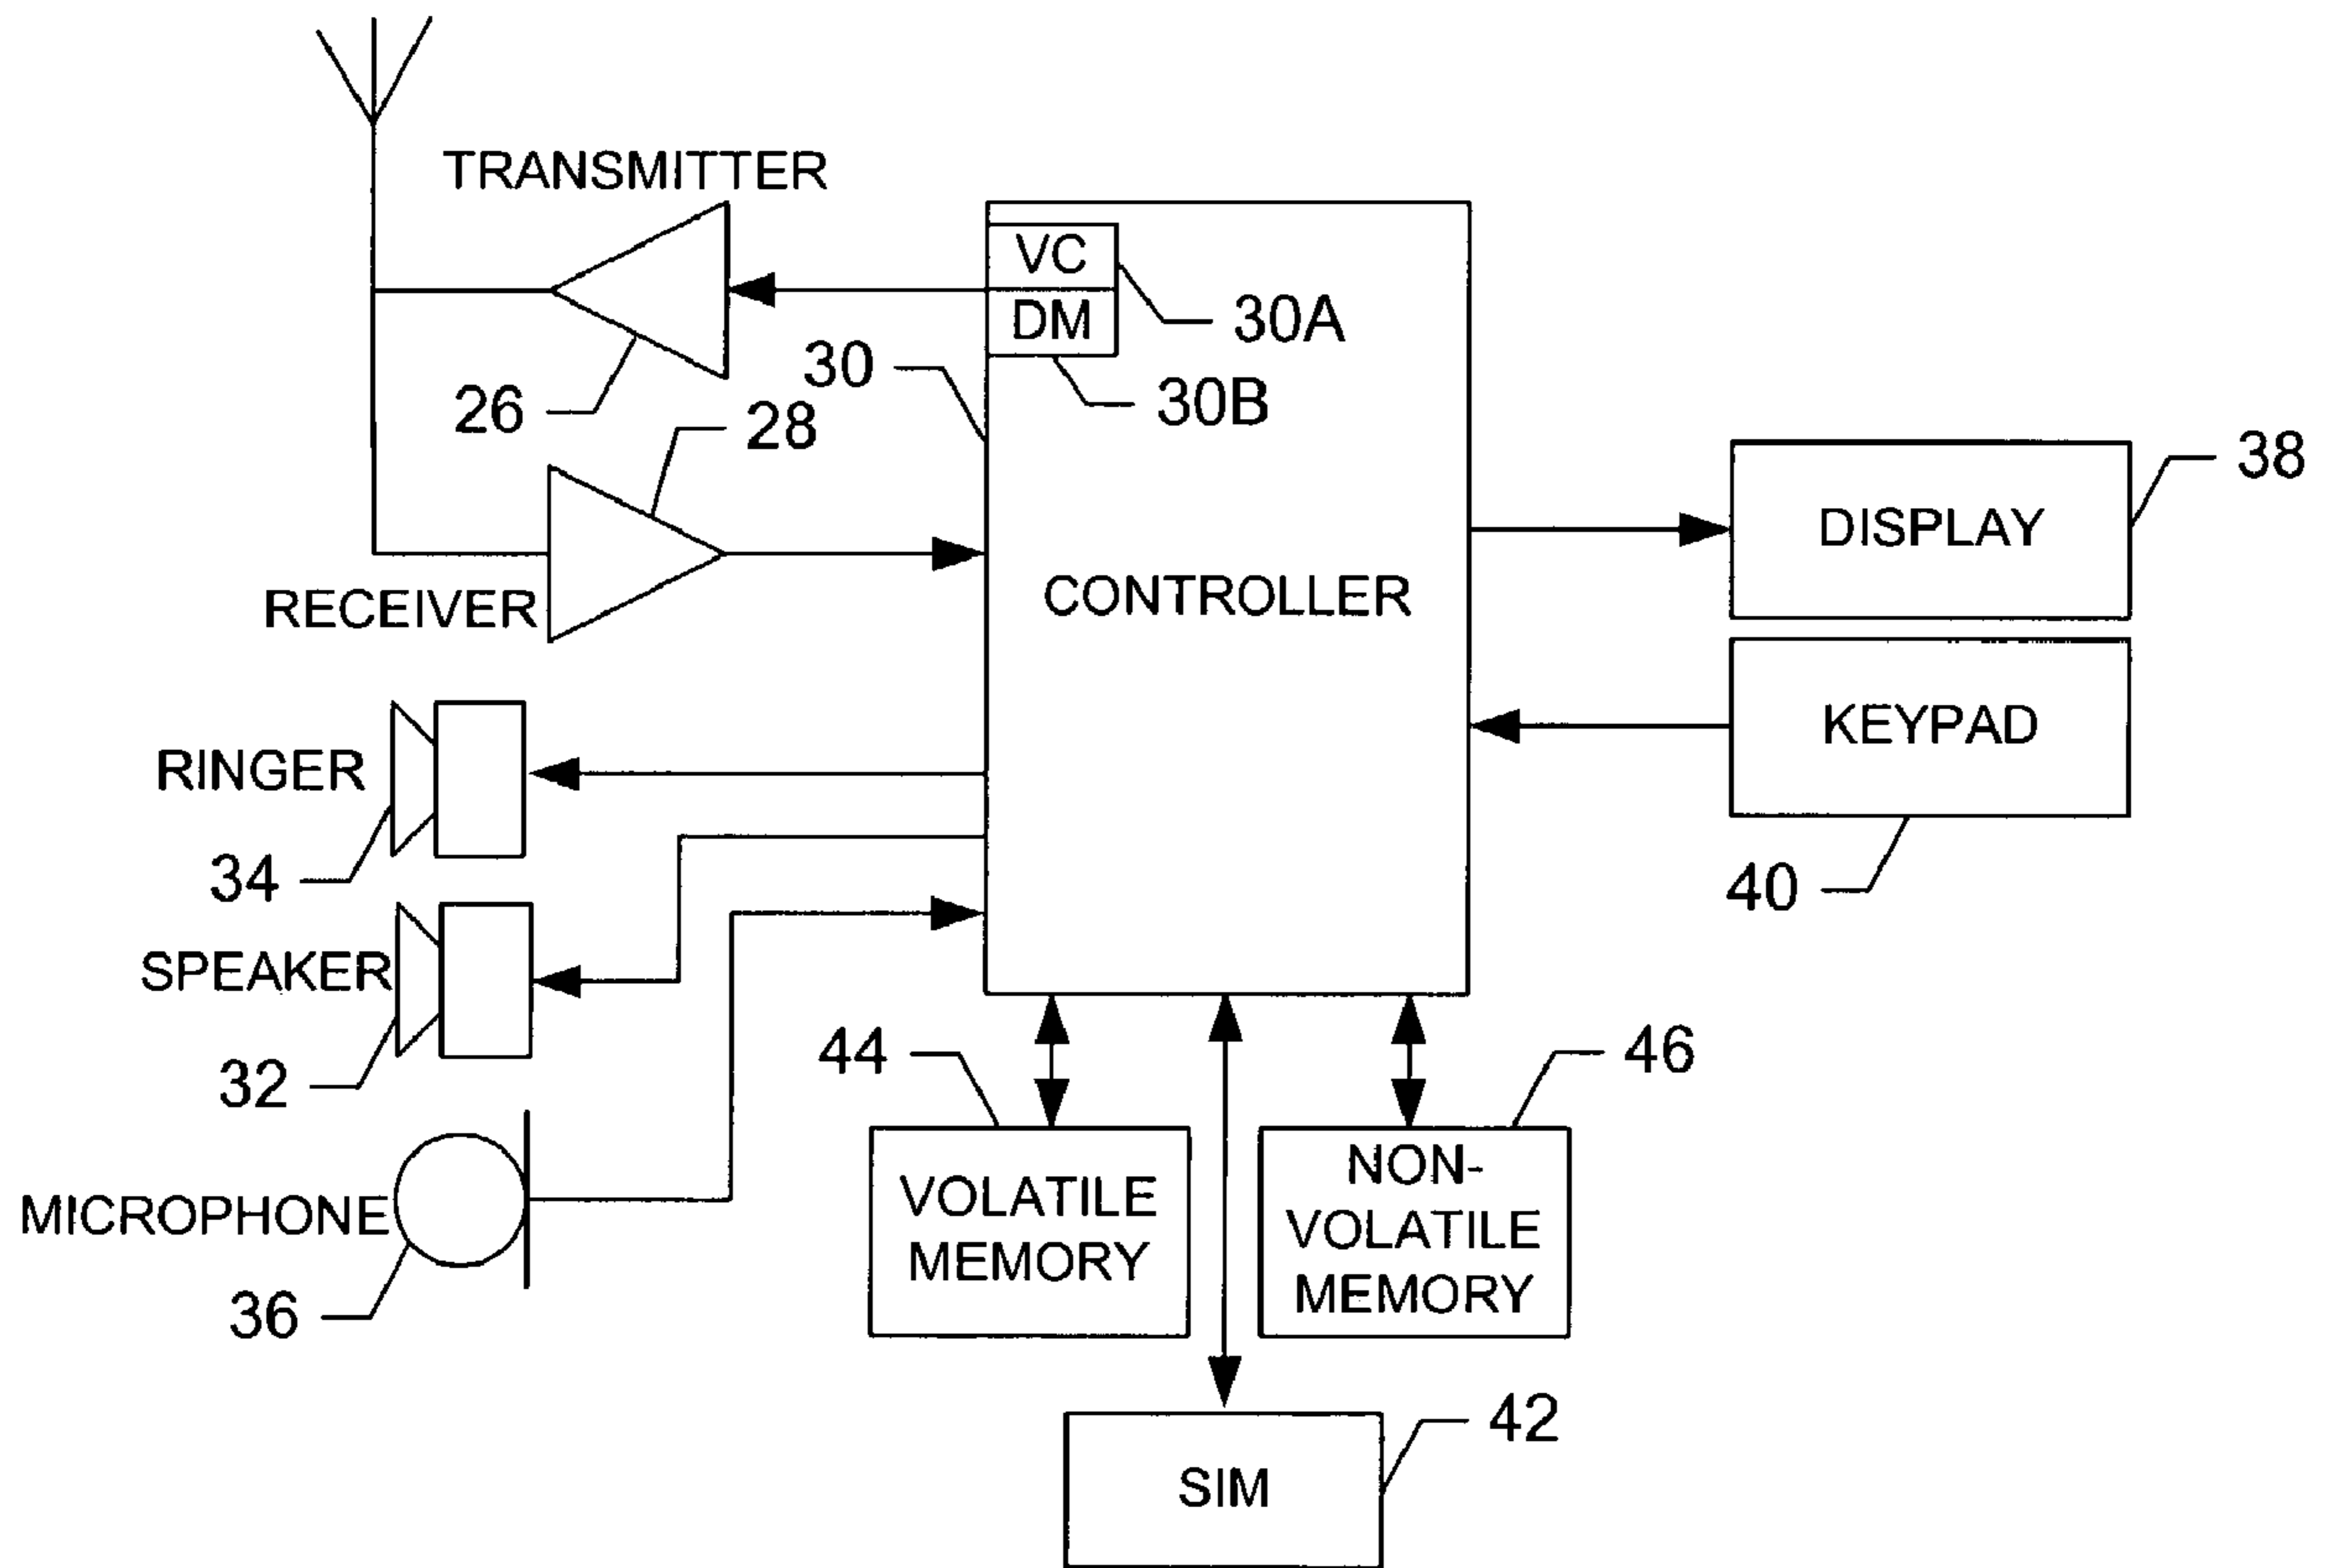 TRANSMITTER
VC
DM
30A
30B
30
26
28
38
DISPLAY
RECEIVER
CONTROLLER
KEYPAD
40
RINGER
34
SPEAKER
32
MICROPHONE
36
44
46
VOLATILE
MEMORY
NON-
VOLATILE
MEMORY
42
SIM